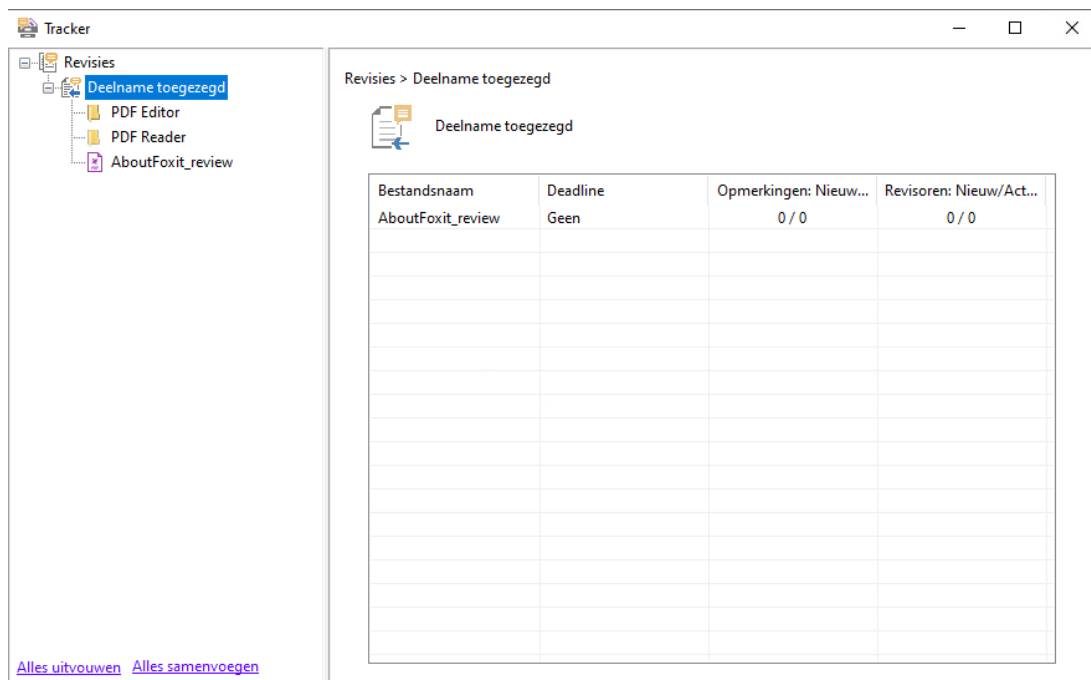 Tracker
Revisies
Deelname toegezegd
PDF Editor
PDF Reader
AboutFoxit_review
Alles uitvouwen Alles samenvoegen
Revisies > Deelname toegezegd
Deelname toegezegd
Bestandsnaam Deadline Opmerkingen: Nieuw... Revisoren: Nieuw/Act...
AboutFoxit_review Geen 0 / 0 0 / 0